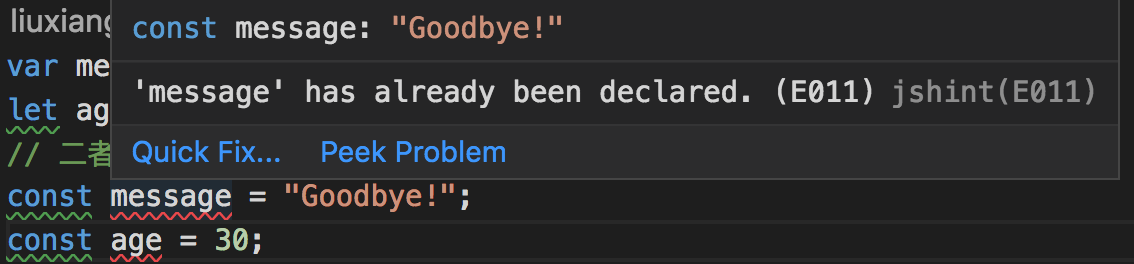 liuxiang
const message: "Goodbye!"
var me
'message' has already been declared. (E011) jshint(E011)
let ag
// 二者
Quick Fix... Peek Problem
const message = "Goodbye!";
const age = 30;